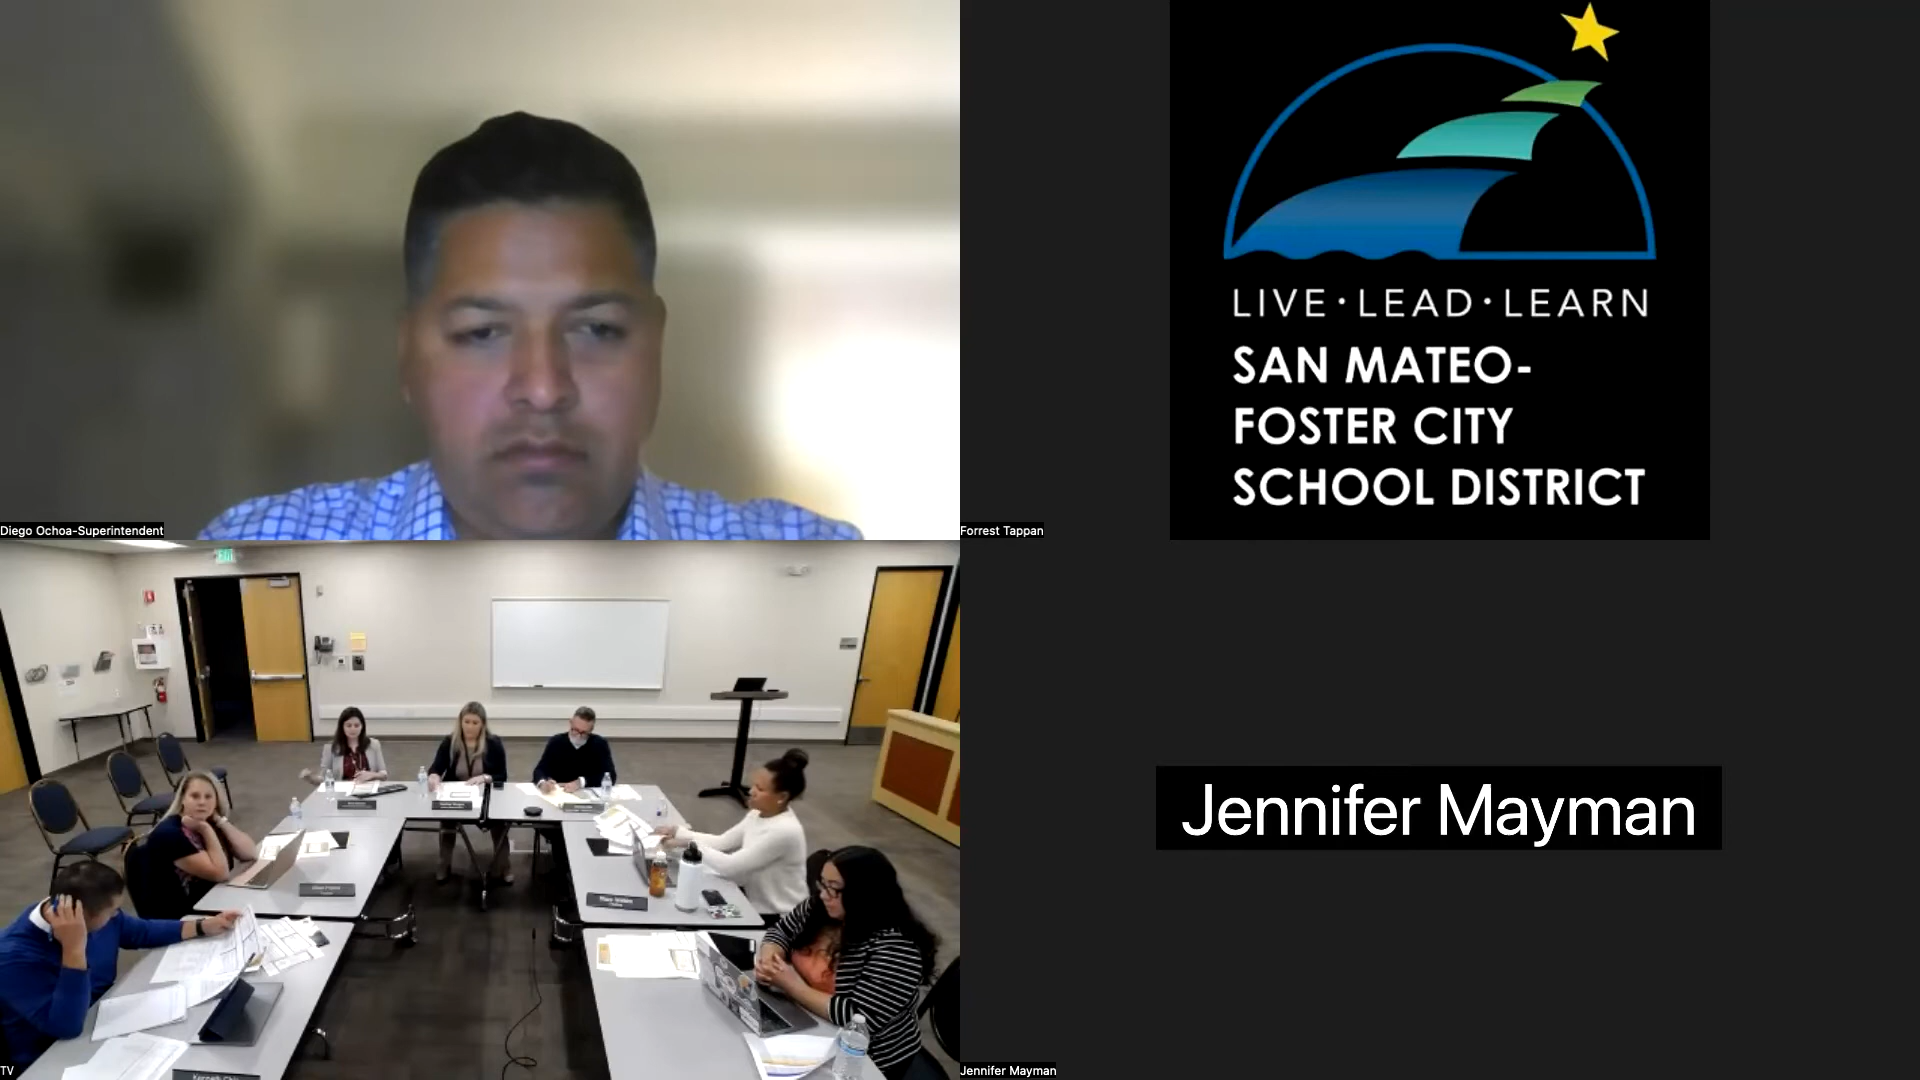 Diego Ochoa-Superintendent
LIVE·LEAD·LEARN
SAN MATEO-
FOSTER CITY
SCHOOL DISTRICT
Forrest Tappan
EXIT
TV
Jennifer Mayman
Jennifer Mayman